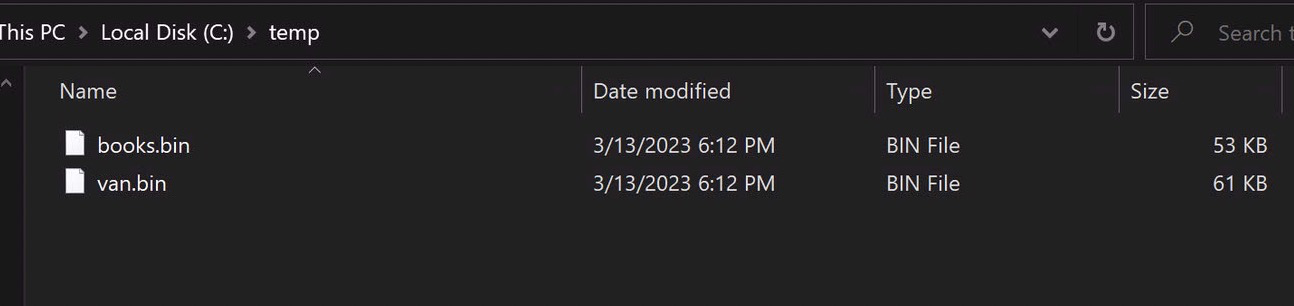 This PC > Local Disk (C:) > temp Search t
Name Date modified Type Size
books.bin 3/13/2023 6:12 PM BIN File 53 KB
van.bin 3/13/2023 6:12 PM BIN File 61 KB